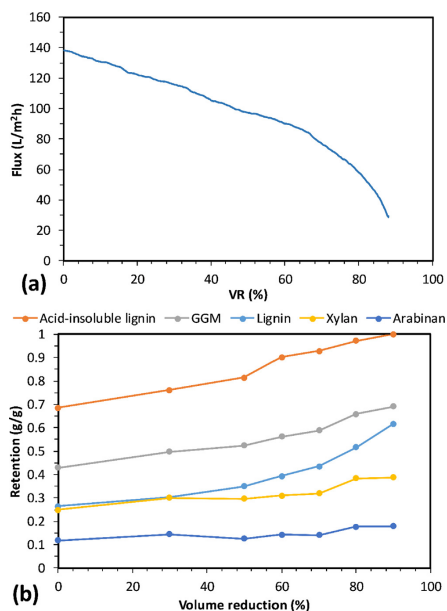 160
140
120
100
80
60
40
20
0
Flux (L/m²h)
0 20 40 60 80 100
VR (%)
(a)
Acid-insoluble lignin GGM Lignin Xylan Arabinan
1
0.9
0.8
0.7
0.6
0.5
0.4
0.3
0.2
0.1
0
Retention (g/g)
0 20 40 60 80 100
Volume reduction (%)
(b)